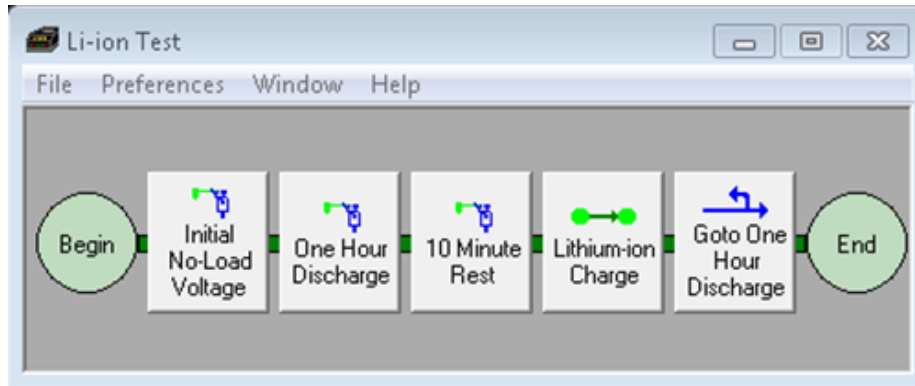 Li-ion Test
File Preferences Window Help
Begin
Initial
No-Load
Voltage
One Hour
Discharge
10 Minute
Rest
Lithium-ion
Charge
Goto One
Hour
Discharge
End